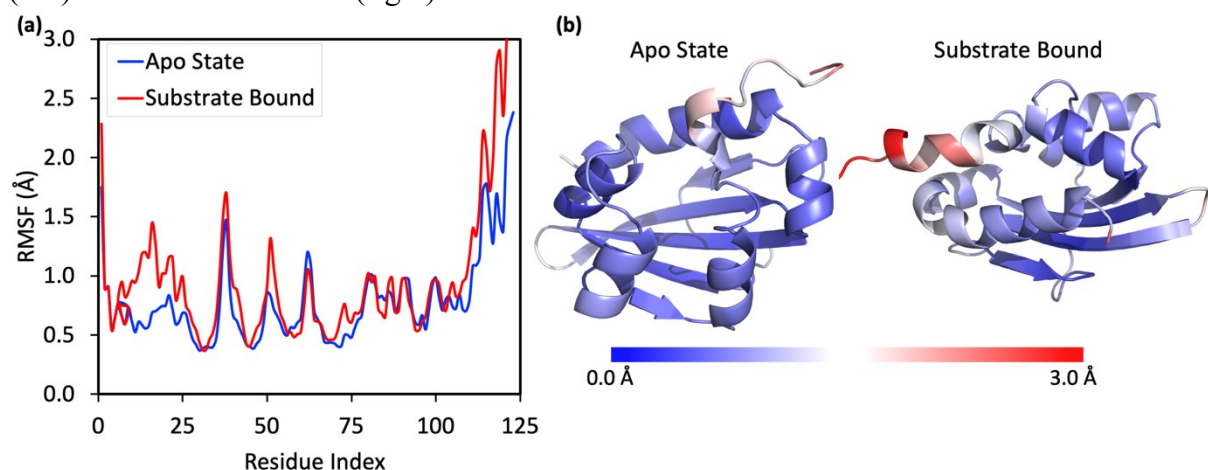 (a)
(b)
Apo State
Substrate Bound
3.0
2.5
2.0
1.5
1.0
0.5
0.0
RMSF (Å)
Apo State
Substrate Bound
0
25
50
75
100
125
Residue Index
0.0 Å
3.0 Å